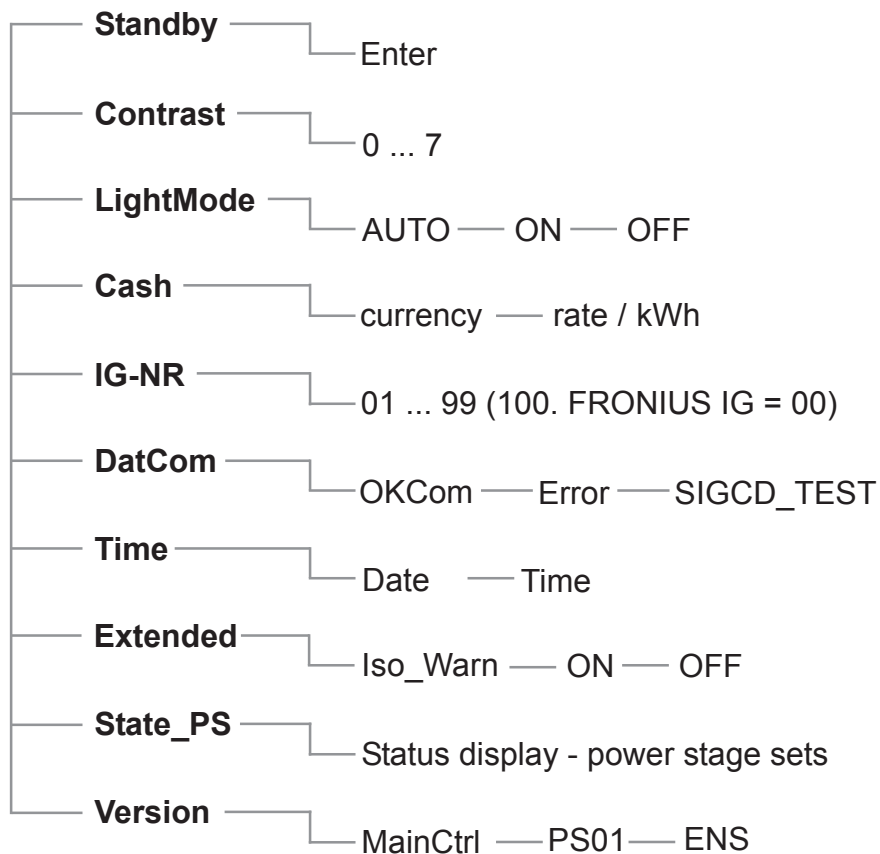 Standby
Enter
Contrast
0 ... 7
LightMode
AUTO ON OFF
Cash
currency rate / kWh
IG-NR
01 ... 99 (100. FRONIUS IG = 00)
DatCom
OKCom Error SIGCD_TEST
Time
Date Time
Extended
Iso_Warn ON OFF
State_PS
Status display - power stage sets
Version
MainCtrl PS01 ENS